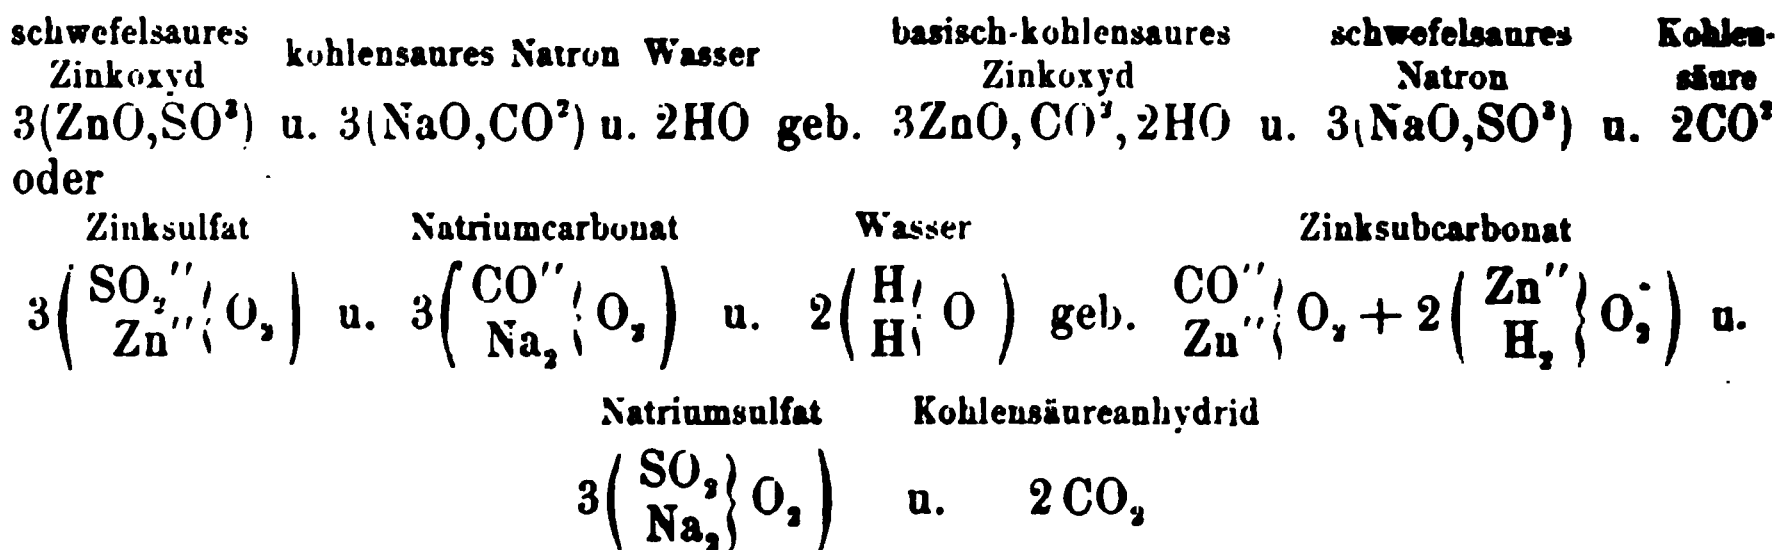 schwefelsaures Zinkoxyd kohlensaures Natron Wasser basisch-kohlensaures Zinkoxyd schwefelsaures Natron Kohlen-säure
3(ZnO,SO³) u. 3(NaO,CO²) u. 2HO geb. 3ZnO,CO²,2HO u. 3(NaO,SO³) u. 2CO²
oder
Zinksulfat Natriumcarbonat Wasser Zinksubcarbonat
3(SO₂″ Zn″} O₂) u. 3(CO″ Na₂} O₂) u. 2(H H} O) geb. CO″ Zn″} O₂ + 2(Zn″ H₂} O₂) u.
Natriumsulfat Kohlensäureanhydrid
3(SO₂ Na₂} O₂) u. 2CO₂